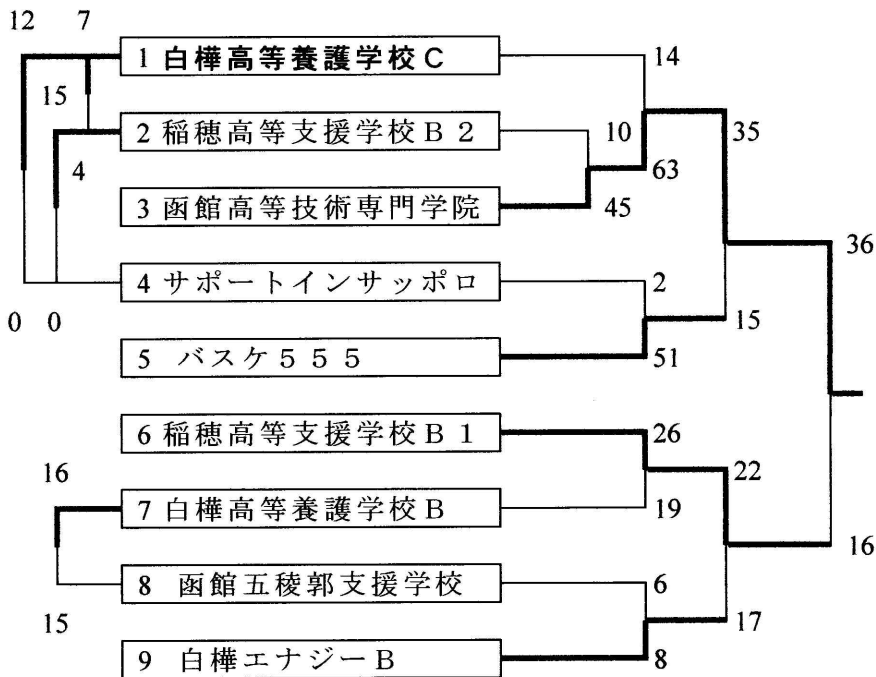 12 7
1 白樺高等養護学校C
14
15
2 稲穂高等支援学校B2
10
35
4
63
3 函館高等技術専門学院
45
36
4 サポートインサッポロ
2
0 0
15
5 バスケ555
51
6 稲穂高等支援学校B1
26
16
22
7 白樺高等養護学校B
19
16
8 函館五稜郭支援学校
6
15
17
9 白樺エナジーB
8